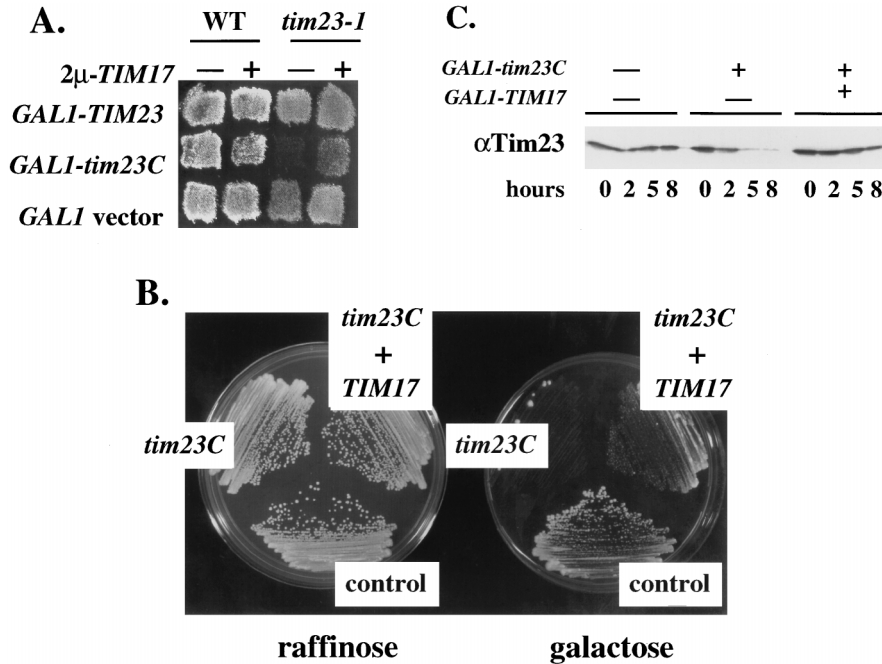 A.
WT tim23-1
2μ-TIM17 — + — +
GAL1-TIM23
GAL1-tim23C
GAL1 vector
C.
GAL1-tim23C — + +
GAL1-TIM17 — — +
αTim23
hours 0 2 5 8 0 2 5 8 0 2 5 8
B.
tim23C
+
TIM17
tim23C
control
raffinose
tim23C
+
TIM17
tim23C
control
galactose